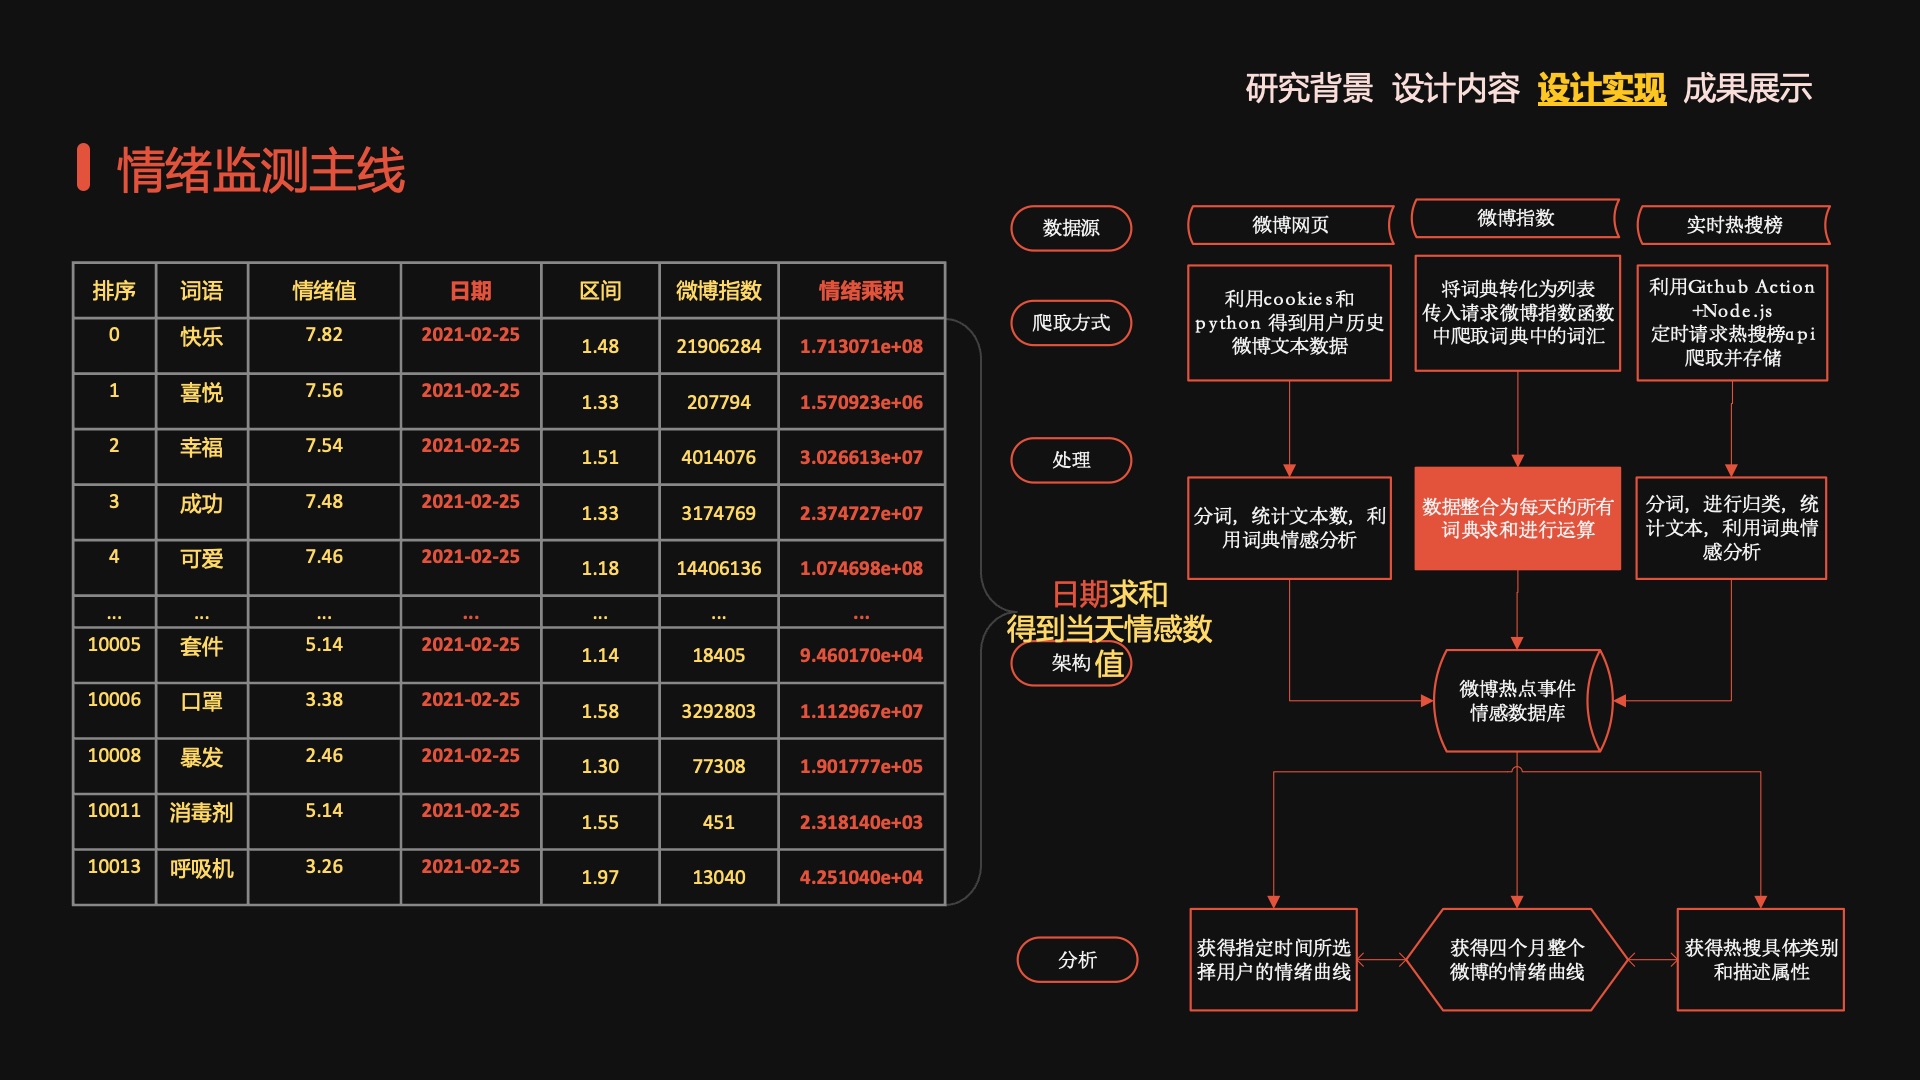 研究背景 设计内容 设计实现 成果展示
情绪监测主线
排序 词语 情绪值 日期 区间 微博指数 情绪乘积
0 快乐 7.82 2021-02-25 1.48 21906284 1.713071e+08
1 喜悦 7.56 2021-02-25 1.33 207794 1.570923e+06
2 幸福 7.54 2021-02-25 1.51 4014076 3.026613e+07
3 成功 7.48 2021-02-25 1.33 3174769 2.374727e+07
4 可爱 7.46 2021-02-25 1.18 14406136 1.074698e+08
... ... ... ... ... ... ...
10005 套件 5.14 2021-02-25 1.14 18405 9.460170e+04
10006 口罩 3.38 2021-02-25 1.58 3292803 1.112967e+07
10008 暴发 2.46 2021-02-25 1.30 77308 1.901777e+05
10011 消毒剂 5.14 2021-02-25 1.55 451 2.318140e+03
10013 呼吸机 3.26 2021-02-25 1.97 13040 4.251040e+04
日期求和
得到当天情感数
值
数据源
微博网页
微博指数
实时热搜榜
爬取方式
利用cookies和
python 得到用户历史
微博文本数据
将词典转化为列表
传入请求微博指数函数
中爬取词典中的词汇
利用Github Action
+Node.js
定时请求热搜榜api
爬取并存储
处理
分词，统计文本数，利
用词典情感分析
数据整合为每天的所有
词典求和进行运算
分词，进行归类，统
计文本，利用词典情
感分析
架构
微博热点事件
情感数据库
分析
获得指定时间所选
择用户的情绪曲线
获得四个月整个
微博的情绪曲线
获得热搜具体类别
和描述属性